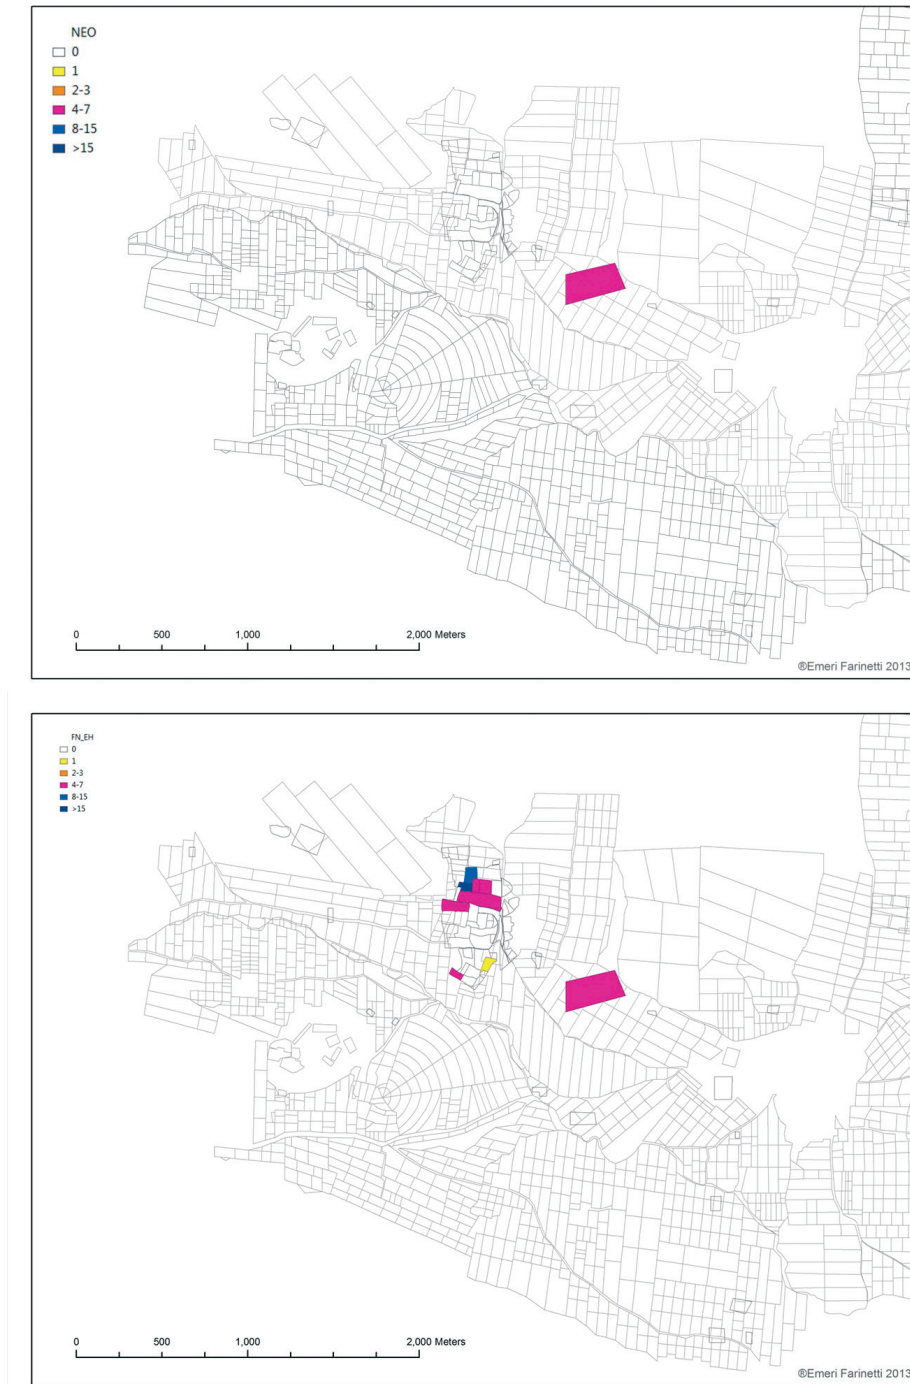 NEO
0
1
2-3
4-7
8-15
>15
0 500 1,000 2,000 Meters
®Emeri Farinetti 2013
FN_EH
0
1
2-3
4-7
8-15
>15
0 500 1,000 2,000 Meters
®Emeri Farinetti 2013